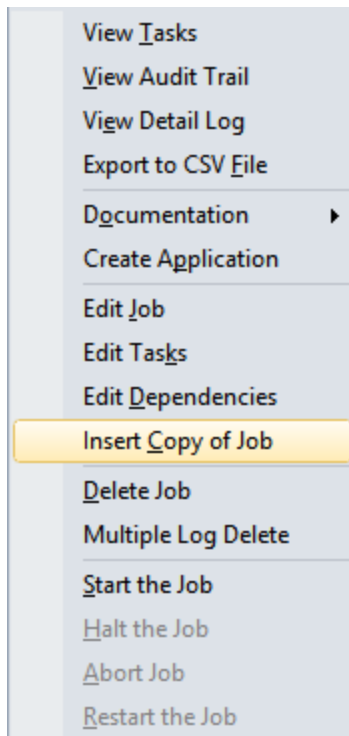 View Tasks
View Audit Trail
View Detail Log
Export to CSV File
Documentation
Create Application
Edit Job
Edit Tasks
Edit Dependencies
Insert Copy of Job
Delete Job
Multiple Log Delete
Start the Job
Halt the Job
Abort Job
Restart the Job